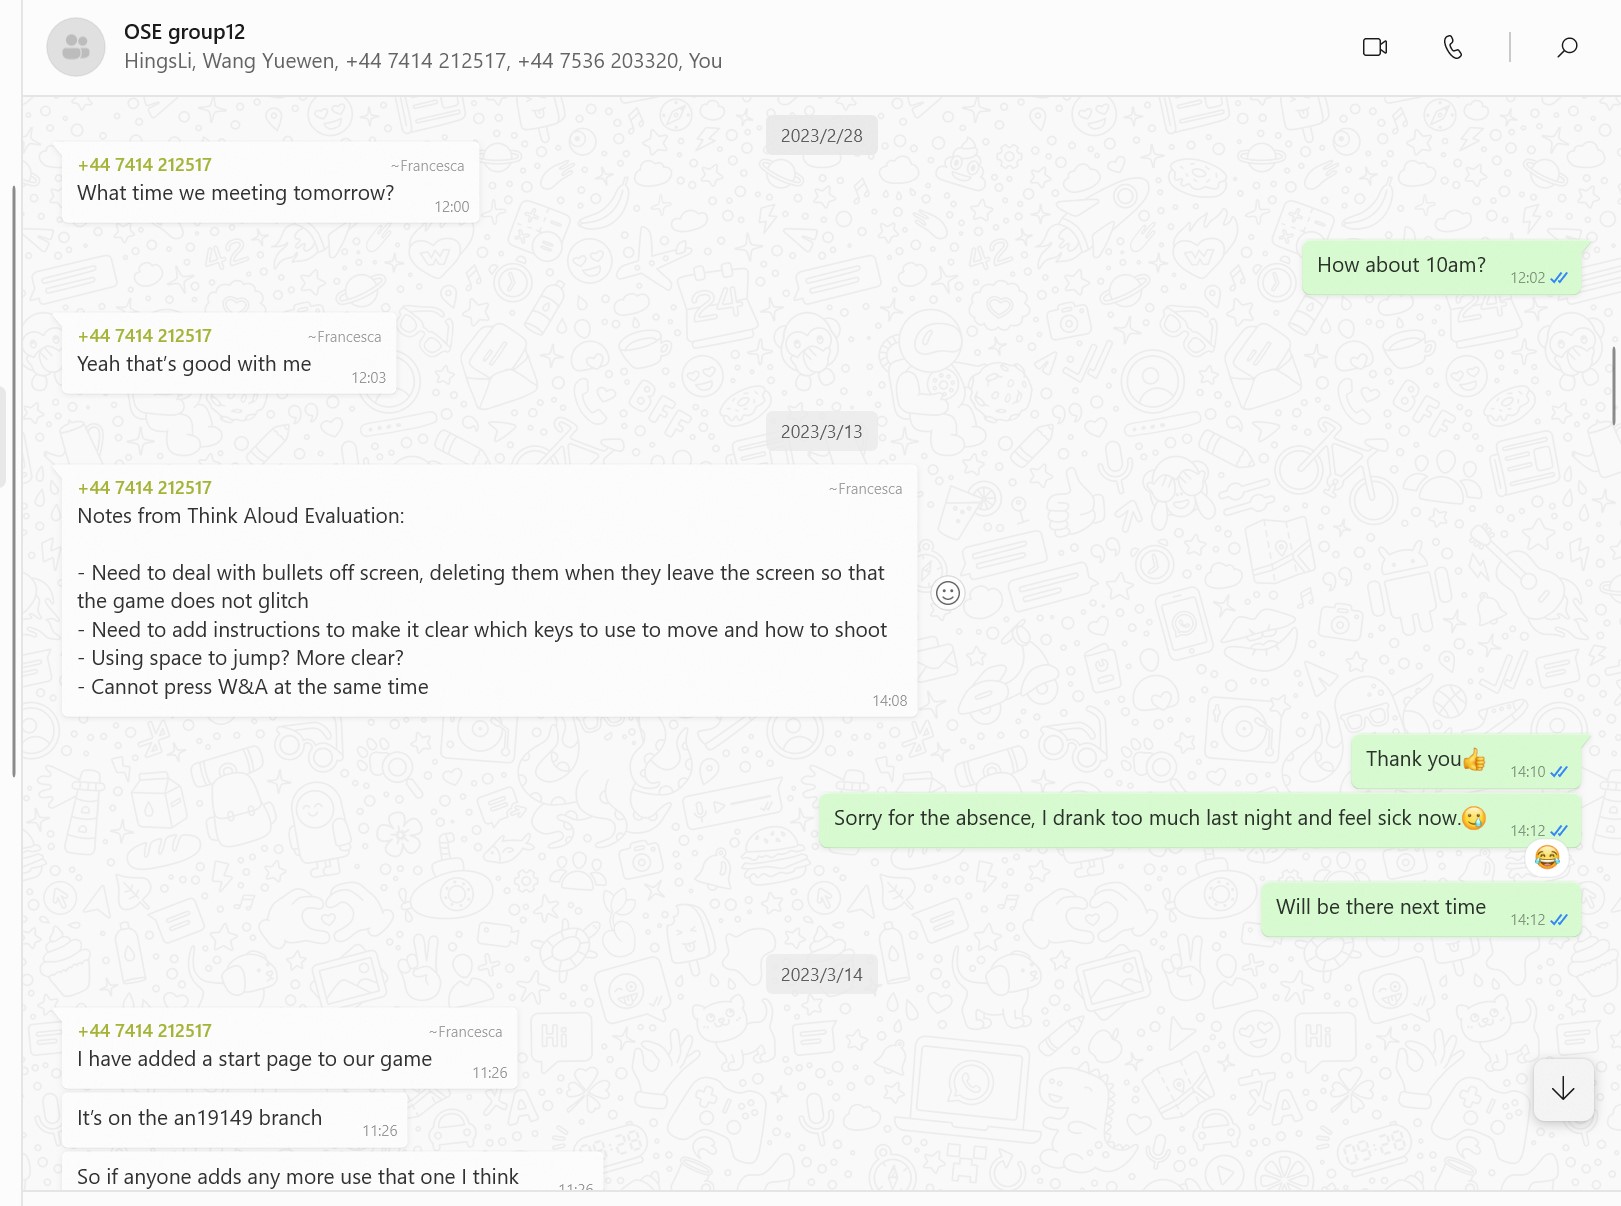 OSE group12
HingsLi, Wang Yuewen, +44 7414 212517, +44 7536 203320, You
2023/2/28
+44 7414 212517 ~Francesca
What time we meeting tomorrow?
12:00
How about 10am?
12:02
+44 7414 212517 ~Francesca
Yeah that's good with me
12:03
2023/3/13
+44 7414 212517 ~Francesca
Notes from Think Aloud Evaluation:
- Need to deal with bullets off screen, deleting them when they leave the screen so that
the game does not glitch
- Need to add instructions to make it clear which keys to use to move and how to shoot
- Using space to jump? More clear?
- Cannot press W&A at the same time
14:08
Thank you👍
14:10
Sorry for the absence, I drank too much last night and feel sick now.🥲
14:12
😂
Will be there next time
14:12
2023/3/14
+44 7414 212517 ~Francesca
I have added a start page to our game
11:26
It's on the an19149 branch
11:26
So if anyone adds any more use that one I think
11:26